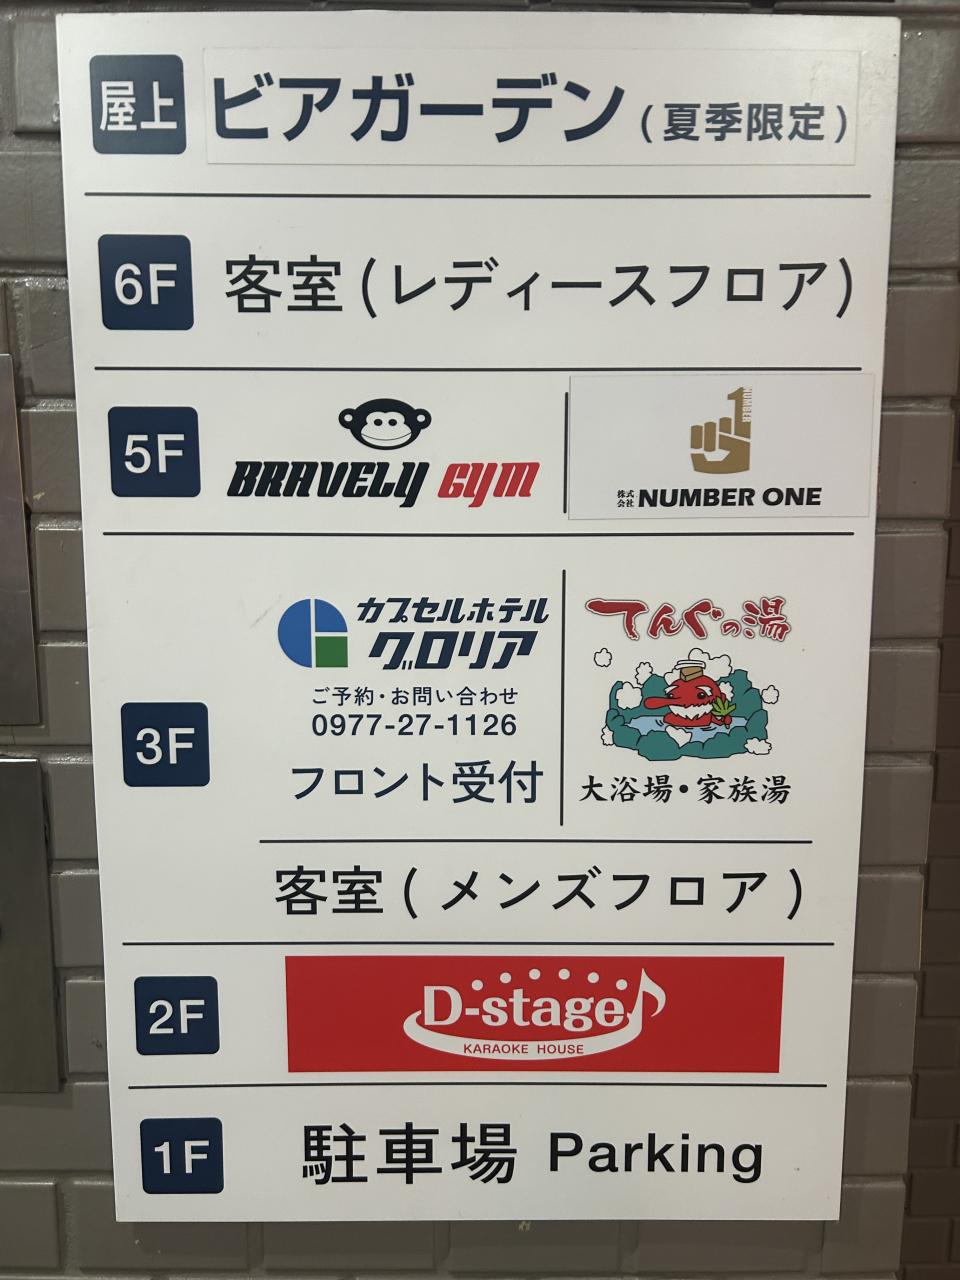 屋上 ビアガーデン (夏季限定)
6F 客室(レディースフロア)
5F BRAVELY GYM
1 NUMBER
株式会社 NUMBER ONE
3F
カプセルホテル
グロリア
ご予約・お問い合わせ
0977-27-1126
フロント受付
てんぐの湯
大浴場・家族湯
客室(メンズフロア)
2F D-stage
KARAOKE HOUSE
1F 駐車場 Parking